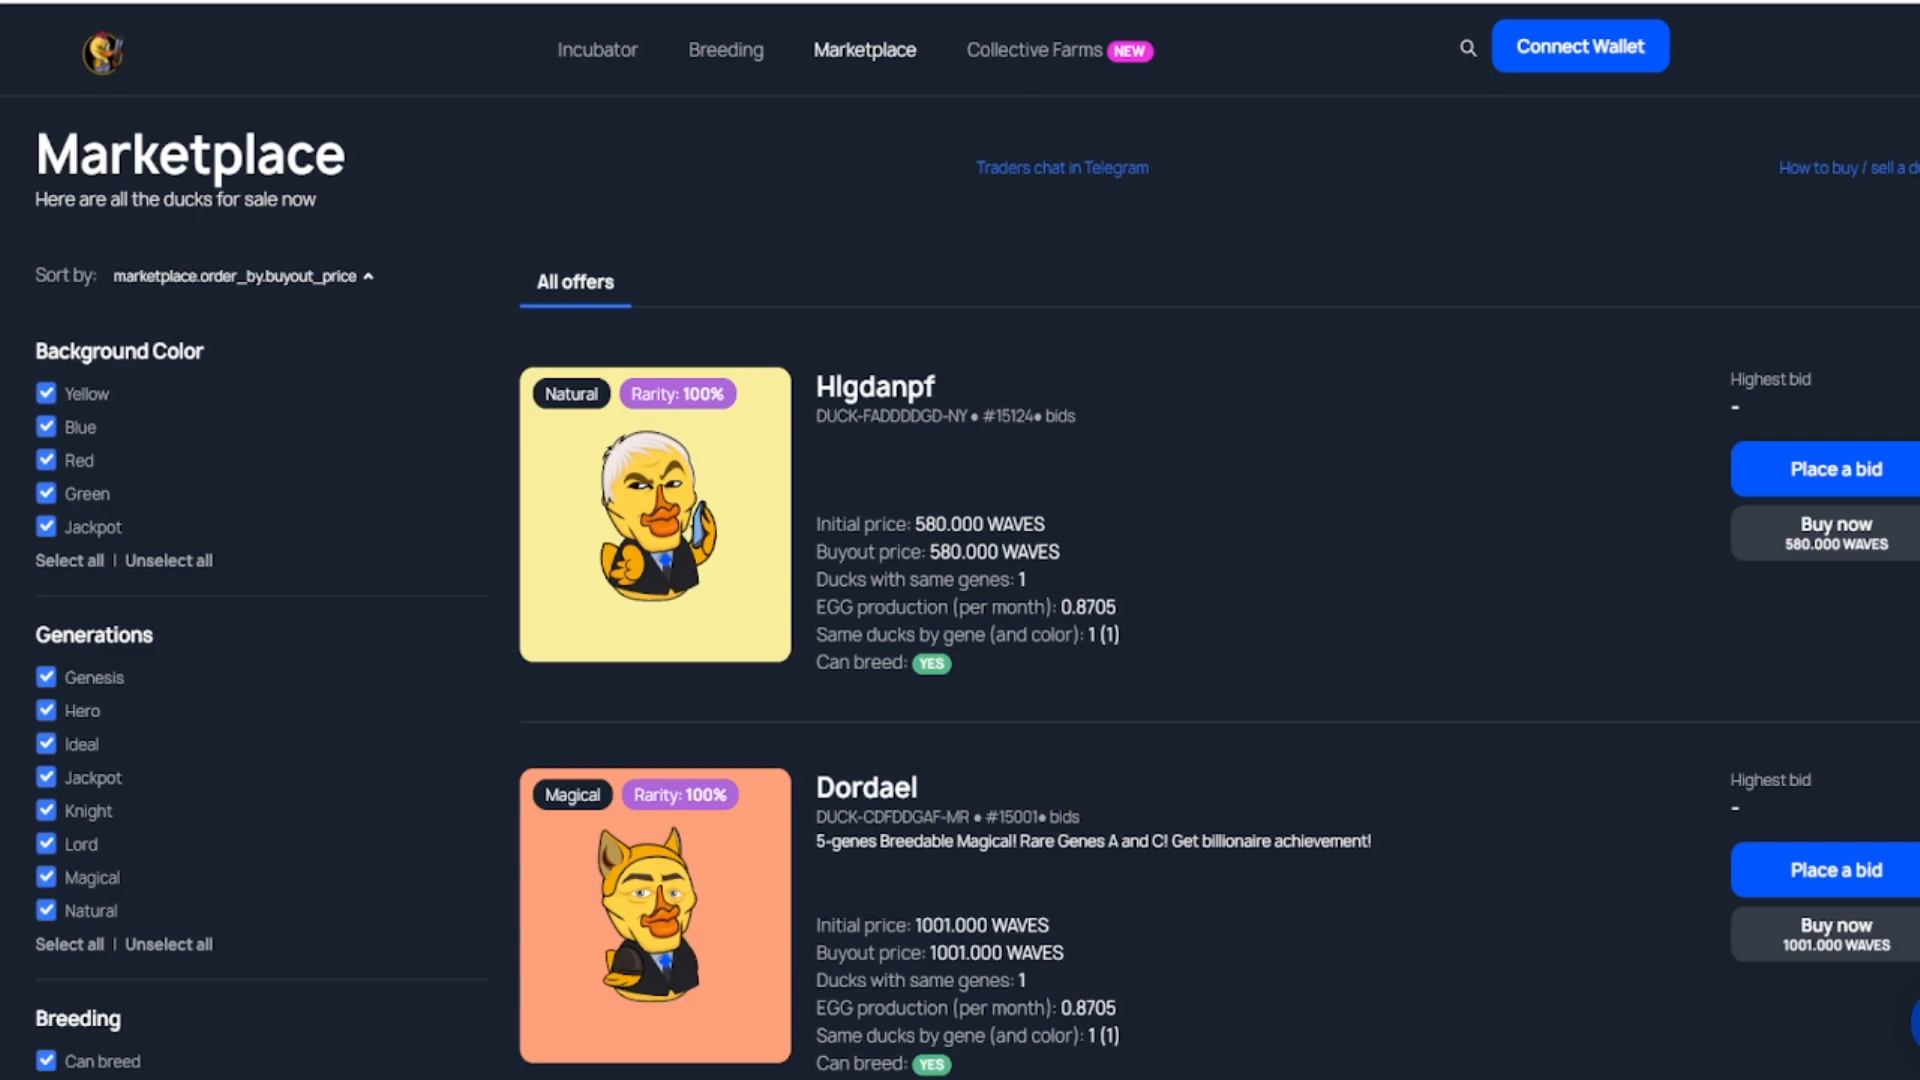 Incubator Breeding Marketplace Collective Farms NEW Connect Wallet
Marketplace
Here are all the ducks for sale now
Traders chat in Telegram
How to buy / sell a
Sort by: marketplace.order_by.buyout_price
All offers
Background Color
Yellow
Blue
Red
Green
Jackpot
Select all | Unselect all
Generations
Genesis
Hero
Ideal
Jackpot
Knight
Lord
Magical
Natural
Select all | Unselect all
Breeding
Can breed
Natural Rarity: 100%
Hlgdanpf
DUCK-FADDDDGD-NY ● #15124● bids
Initial price: 580.000 WAVES
Buyout price: 580.000 WAVES
Ducks with same genes: 1
EGG production (per month): 0.8705
Same ducks by gene (and color): 1 (1)
Can breed: YES
Highest bid
-
Place a bid
Buy now
580.000 WAVES
Magical Rarity: 100%
Dordael
DUCK-CDFDDGAF-MR ● #15001● bids
5-genes Breedable Magical! Rare Genes A and C! Get billionaire achievement!
Initial price: 1001.000 WAVES
Buyout price: 1001.000 WAVES
Ducks with same genes: 1
EGG production (per month): 0.8705
Same ducks by gene (and color): 1 (1)
Can breed: YES
Highest bid
-
Place a bid
Buy now
1001.000 WAVES